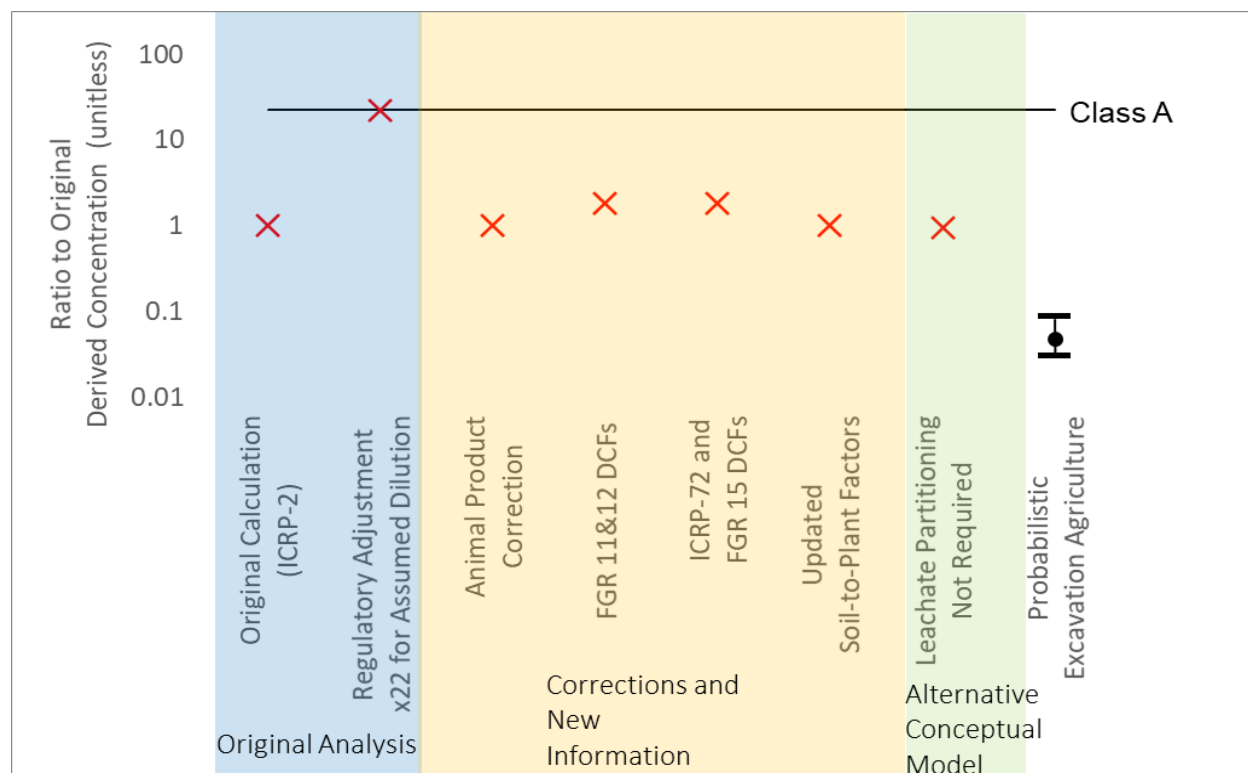 Ratio to Original
Derived Concentration (unitless)
100
10
1
0.1
0.01
Class A
Original Calculation
(ICRP-2)
Regulatory Adjustment
x22 for Assumed Dilution
Animal Product
Correction
FGR 11&12 DCFs
ICRP-72 and
FGR 15 DCFs
Updated
Soil-to-Plant Factors
Leachate Partitioning
Not Required
Probabilistic
Excavation Agriculture
Original Analysis
Corrections and
New
Information
Alternative
Conceptual
Model